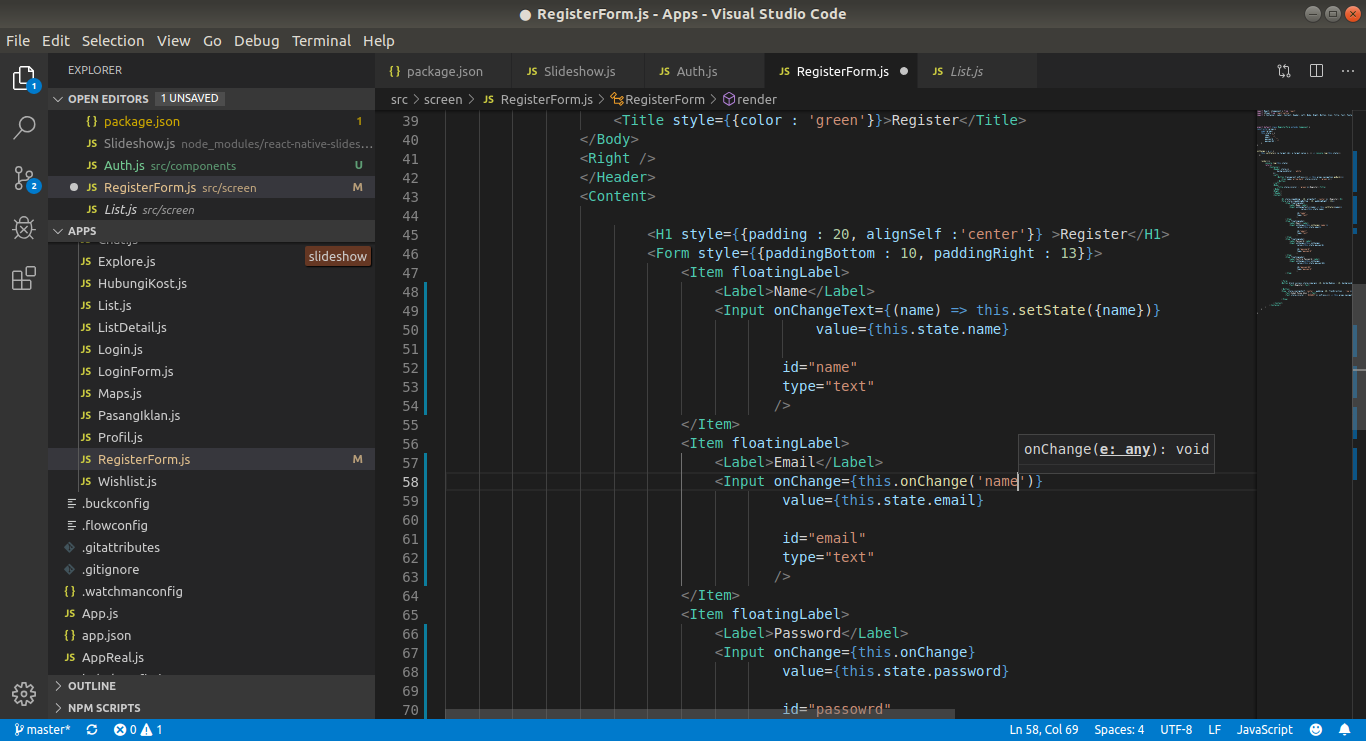 RegisterForm.js - Apps - Visual Studio Code
File Edit Selection View Go Debug Terminal Help
EXPLORER
OPEN EDITORS 1 UNSAVED
{ } package.json 1
JS Slideshow.js node_modules/react-native-slides...
JS Auth.js src/components U
JS RegisterForm.js src/screen M
JS List.js src/screen
APPS
slideshow
JS Explore.js
JS HubungiKost.js
JS List.js
JS ListDetail.js
JS Login.js
JS LoginForm.js
JS Maps.js
JS PasangIklan.js
JS Profil.js
JS RegisterForm.js M
JS Wishlist.js
.buckconfig
.flowconfig
.gitattributes
.gitignore
{ } .watchmanconfig
JS App.js
{ } app.json
JS AppReal.js
OUTLINE
NPM SCRIPTS
1
2
{ } package.json JS Slideshow.js JS Auth.js JS RegisterForm.js JS List.js
src > screen > JS RegisterForm.js > RegisterForm > render
39 <Title style={{color : 'green'}}>Register</Title>
40 </Body>
41 <Right />
42 </Header>
43 <Content>
44
45 <H1 style={{padding : 20, alignSelf :'center'}} >Register</H1>
46 <Form style={{paddingBottom : 10, paddingRight : 13}}>
47 <Item floatingLabel>
48 <Label>Name</Label>
49 <Input onChangeText={(name) => this.setState({name})}
50 value={this.state.name}
51
52 id="name"
53 type="text"
54 />
55 </Item>
56 <Item floatingLabel>
onChange(e: any): void
57 <Label>Email</Label>
58 <Input onChange={this.onChange('name')}
59 value={this.state.email}
60
61 id="email"
62 type="text"
63 />
64 </Item>
65 <Item floatingLabel>
66 <Label>Password</Label>
67 <Input onChange={this.onChange}
68 value={this.state.password}
69
70 id="passowrd"
master* 0 1 Ln 58, Col 69 Spaces: 4 UTF-8 LF JavaScript